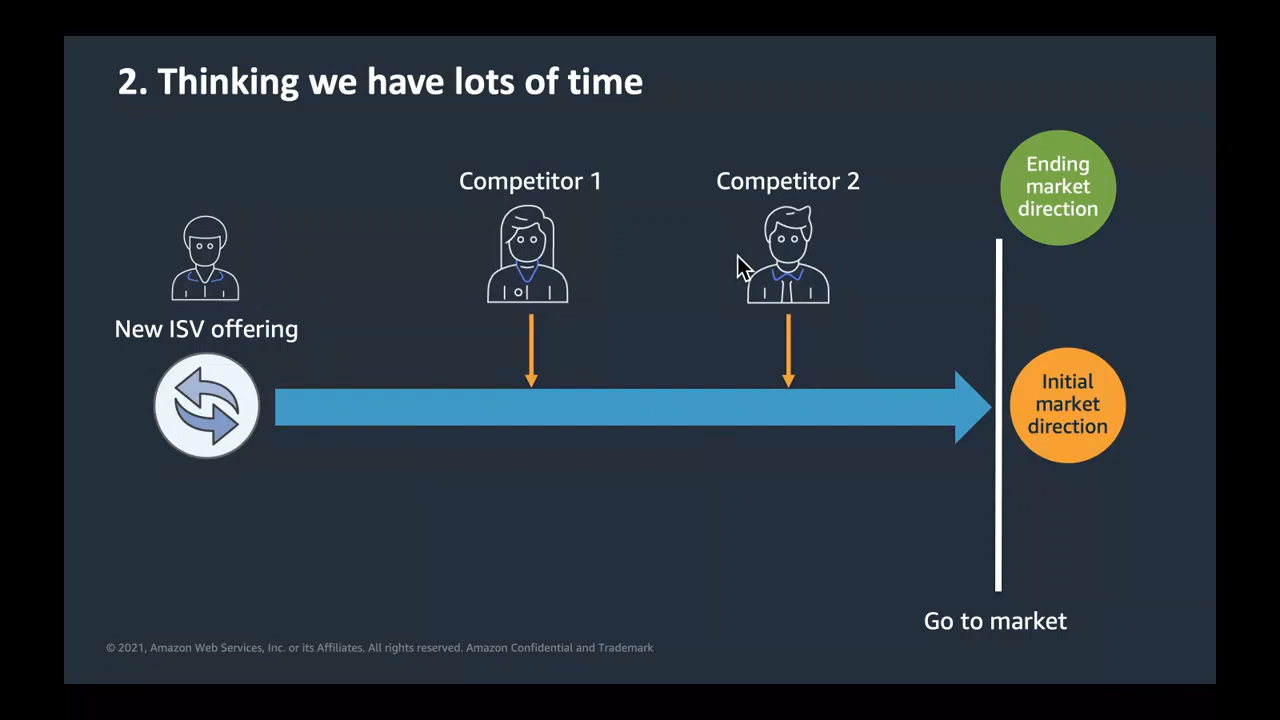 2. Thinking we have lots of time
Competitor 1
Competitor 2
Ending
market
direction
New ISV offering
Initial
market
direction
Go to market
© 2021, Amazon Web Services, Inc. or its Affiliates. All rights reserved. Amazon Confidential and Trademark